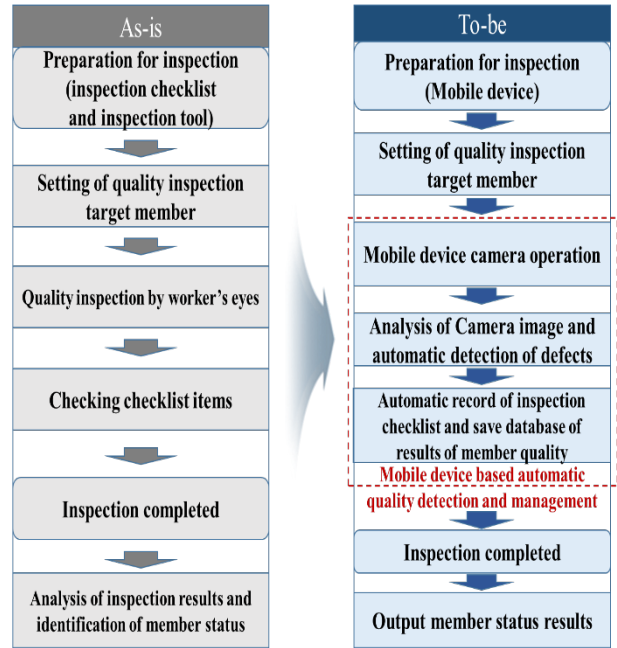 As-is
Preparation for inspection
(inspection checklist
and inspection tool)
Setting of quality inspection
target member
Quality inspection by worker's eyes
Checking checklist items
Inspection completed
Analysis of inspection results and
identification of member status
To-be
Preparation for inspection
(Mobile device)
Setting of quality inspection
target member
Mobile device camera operation
Analysis of Camera image and
automatic detection of defects
Automatic record of inspection
checklist and save database of
results of member quality
Mobile device based automatic
quality detection and management
Inspection completed
Output member status results